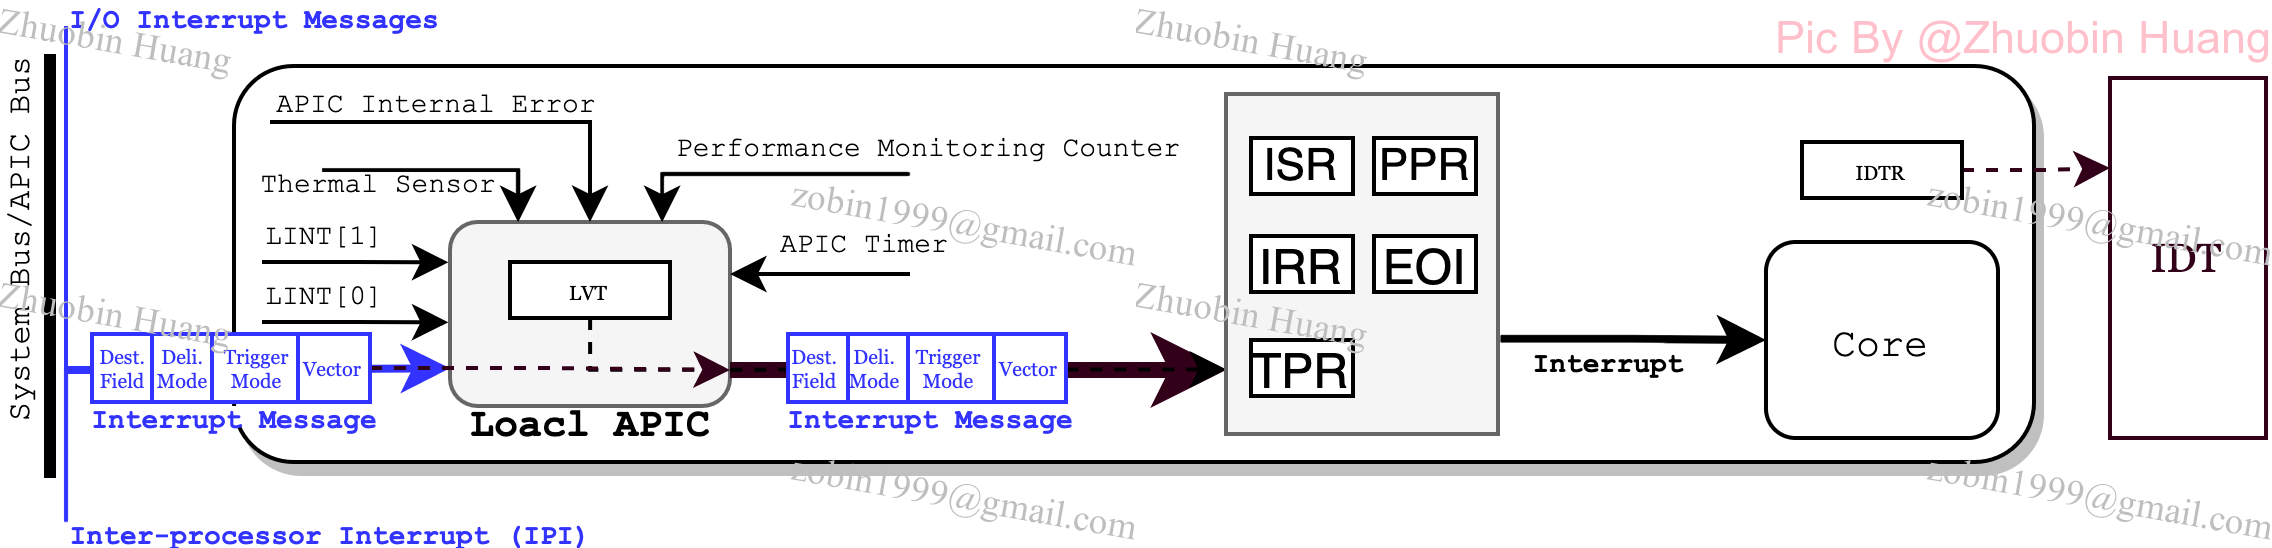 I/O Interrupt Messages
Zhuobin Huang
Zhuobin Huang
Pic By @Zhuobin Huang
System Bus/APIC Bus
APIC Internal Error
Performance Monitoring Counter
Thermal Sensor
LINT[1]
LINT[0]
APIC Timer
LVT
zobin1999@gmail.com
ISR
PPR
IRR
EOI
TPR
IDTR
zobin1999@gmail.com
IDT
Zhuobin Huang
Zhuobin Huang
Dest.
Field
Deli.
Mode
Trigger
Mode
Vector
Interrupt Message
Loacl APIC
Dest.
Field
Deli.
Mode
Trigger
Mode
Vector
Interrupt Message
Interrupt
Core
zobin1999@gmail.com
zobin1999@gmail.com
Inter-processor Interrupt (IPI)